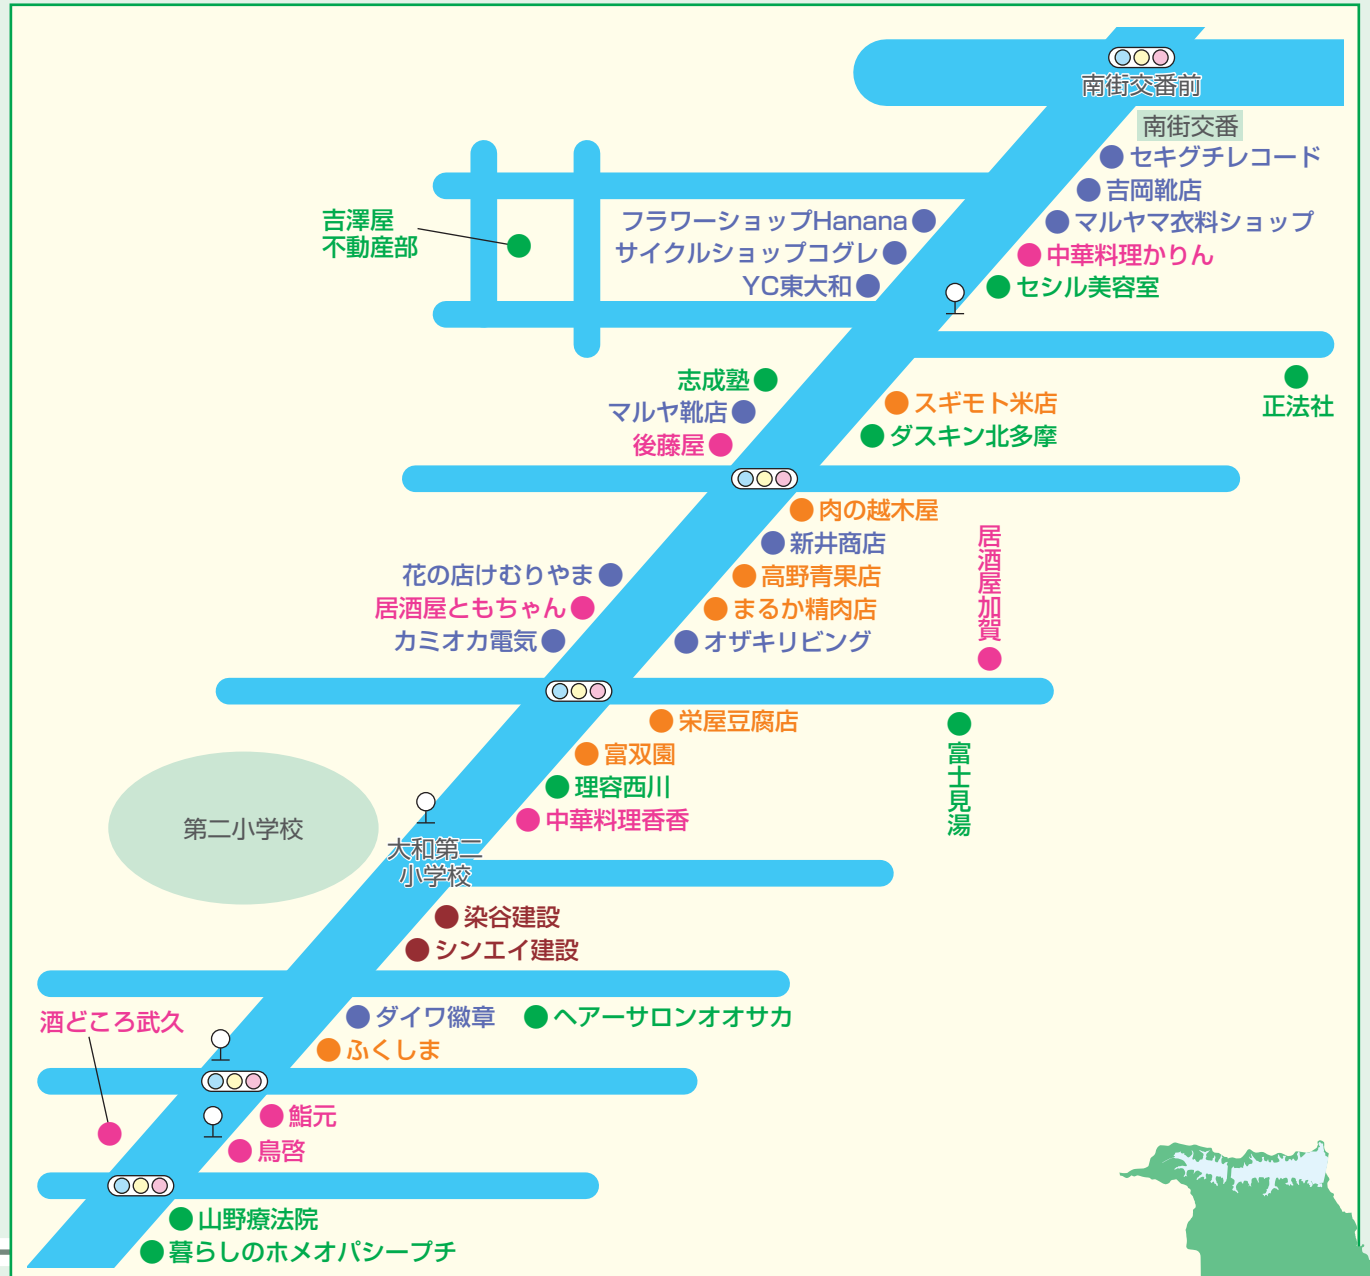 南街交番前
南街交番
セキグチレコード
吉岡靴店
吉澤屋
不動産部
フラワーショップHanana
マルヤマ衣料ショップ
サイクルショップコグレ
中華料理かりん
YC東大和
セシル美容室
志成塾
マルヤ靴店
後藤屋
スギモト米店
ダスキン北多摩
正法社
肉の越木屋
新井商店
花の店けむりやま
高野青果店
居酒屋ともちゃん
まるか精肉店
カミオカ電気
オザキリビング
居酒屋加賀
栄屋豆腐店
富双園
理容西川
中華料理香香
富士見湯
第二小学校
大和第二
小学校
染谷建設
シンエイ建設
ダイワ徽章
ヘアーサロンオオサカ
酒どころ武久
ふくしま
鮨元
鳥啓
山野療法院
暮らしのホメオパシープチ